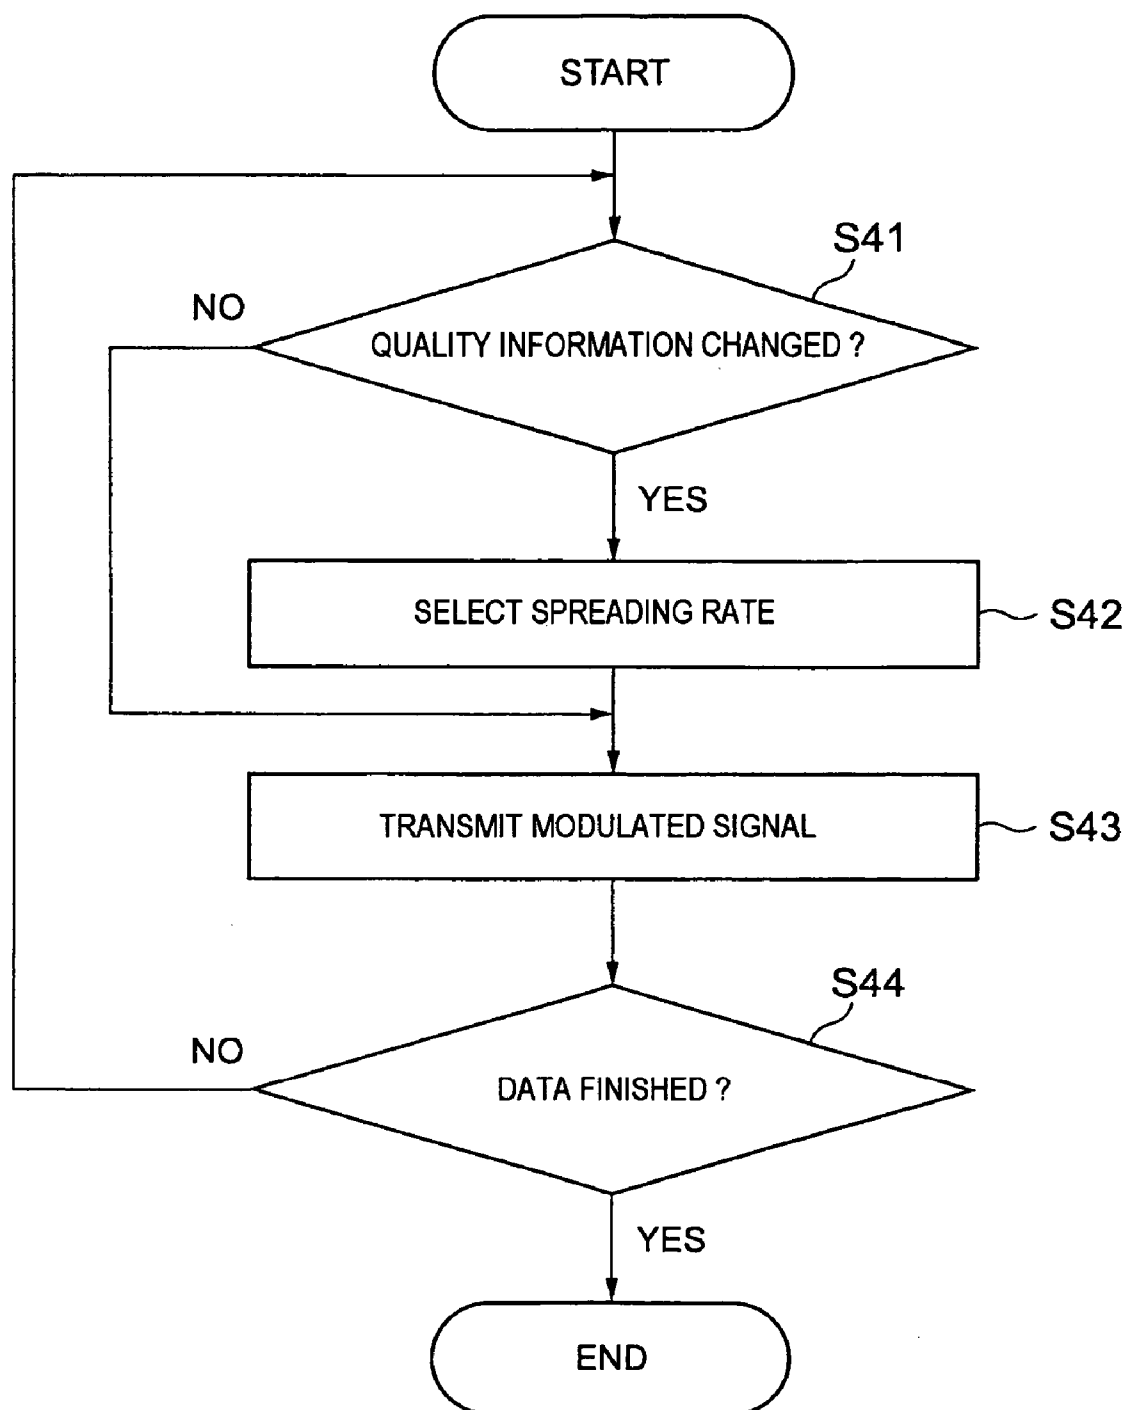 START
S41
NO
QUALITY INFORMATION CHANGED ?
YES
SELECT SPREADING RATE
S42
TRANSMIT MODULATED SIGNAL
S43
S44
NO
DATA FINISHED ?
YES
END